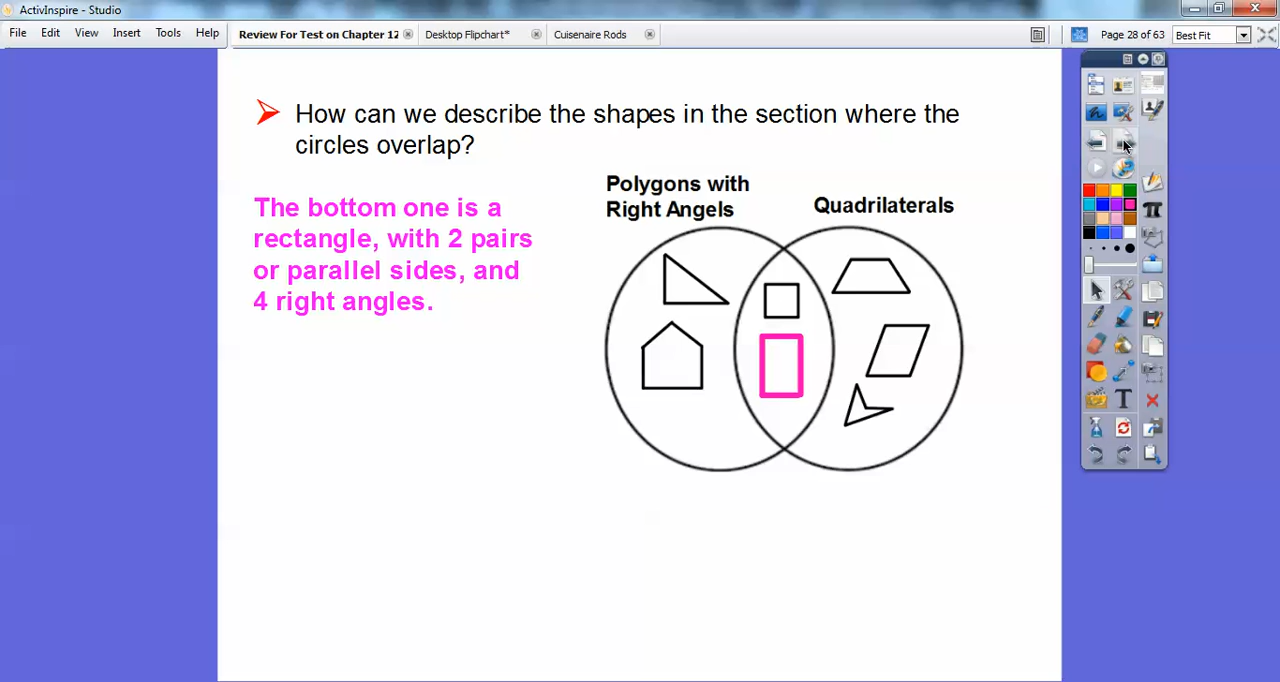 ActivInspire - Studio
File Edit View Insert Tools Help
Review For Test on Chapter 12 Desktop Flipchart* Cuisenaire Rods
Page 28 of 63 Best Fit
How can we describe the shapes in the section where the
circles overlap?
The bottom one is a
rectangle, with 2 pairs
or parallel sides, and
4 right angles.
Polygons with
Right Angels
Quadrilaterals